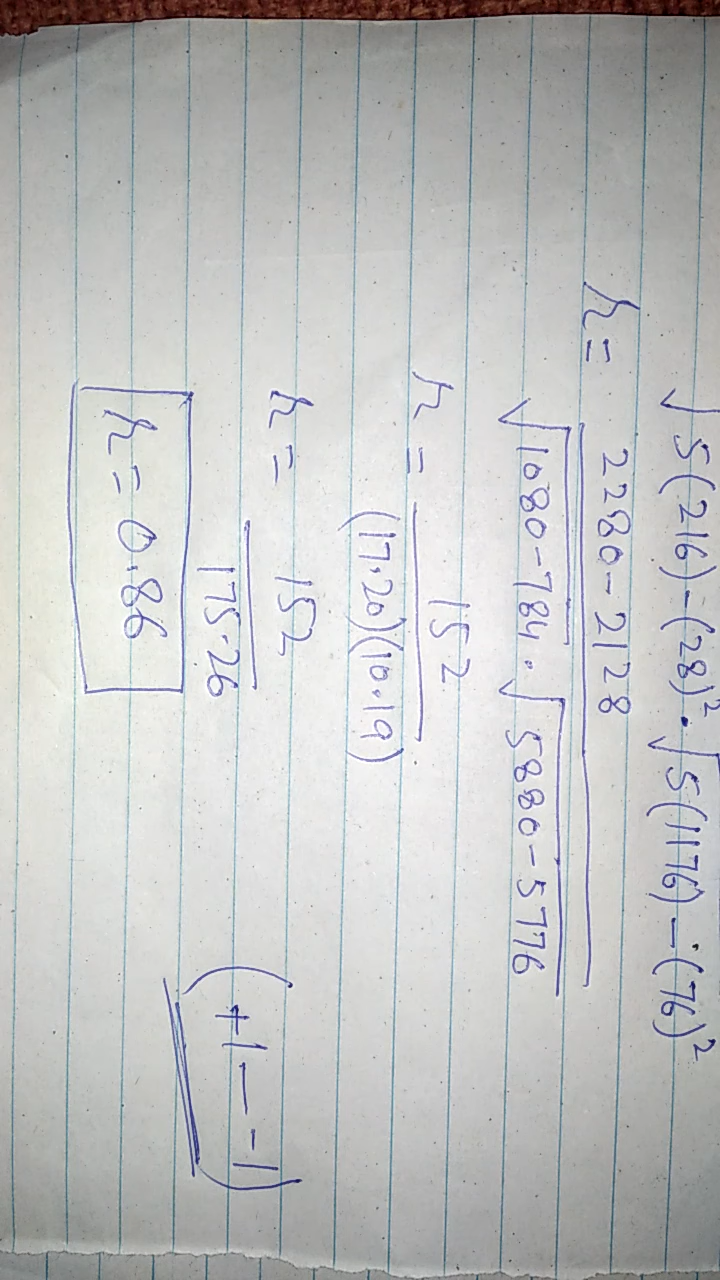 √5(216)-(28)² · √5(1176)-(76)²
r = 2280-2128
√1080-784 · √5880-5776
r = 152
(17.20)(10.19)
r = 152
175.26
r = 0.86
(+1 — -1)